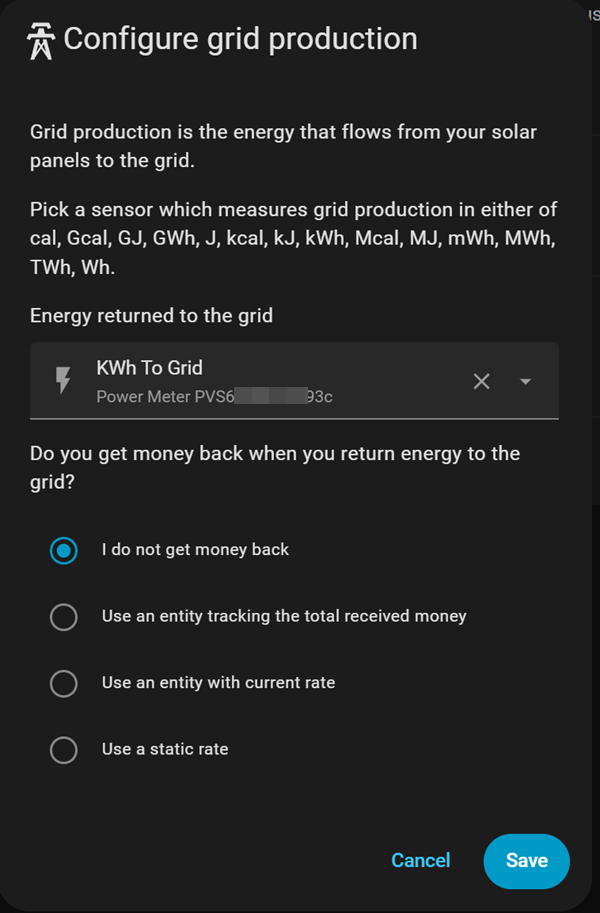 Configure grid production
Grid production is the energy that flows from your solar
panels to the grid.
Pick a sensor which measures grid production in either of
cal, Gcal, GJ, GWh, J, kcal, kJ, kWh, Mcal, MJ, mWh, MWh,
TWh, Wh.
Energy returned to the grid
KWh To Grid
Power Meter PVS6 93c
Do you get money back when you return energy to the
grid?
I do not get money back
Use an entity tracking the total received money
Use an entity with current rate
Use a static rate
Cancel
Save